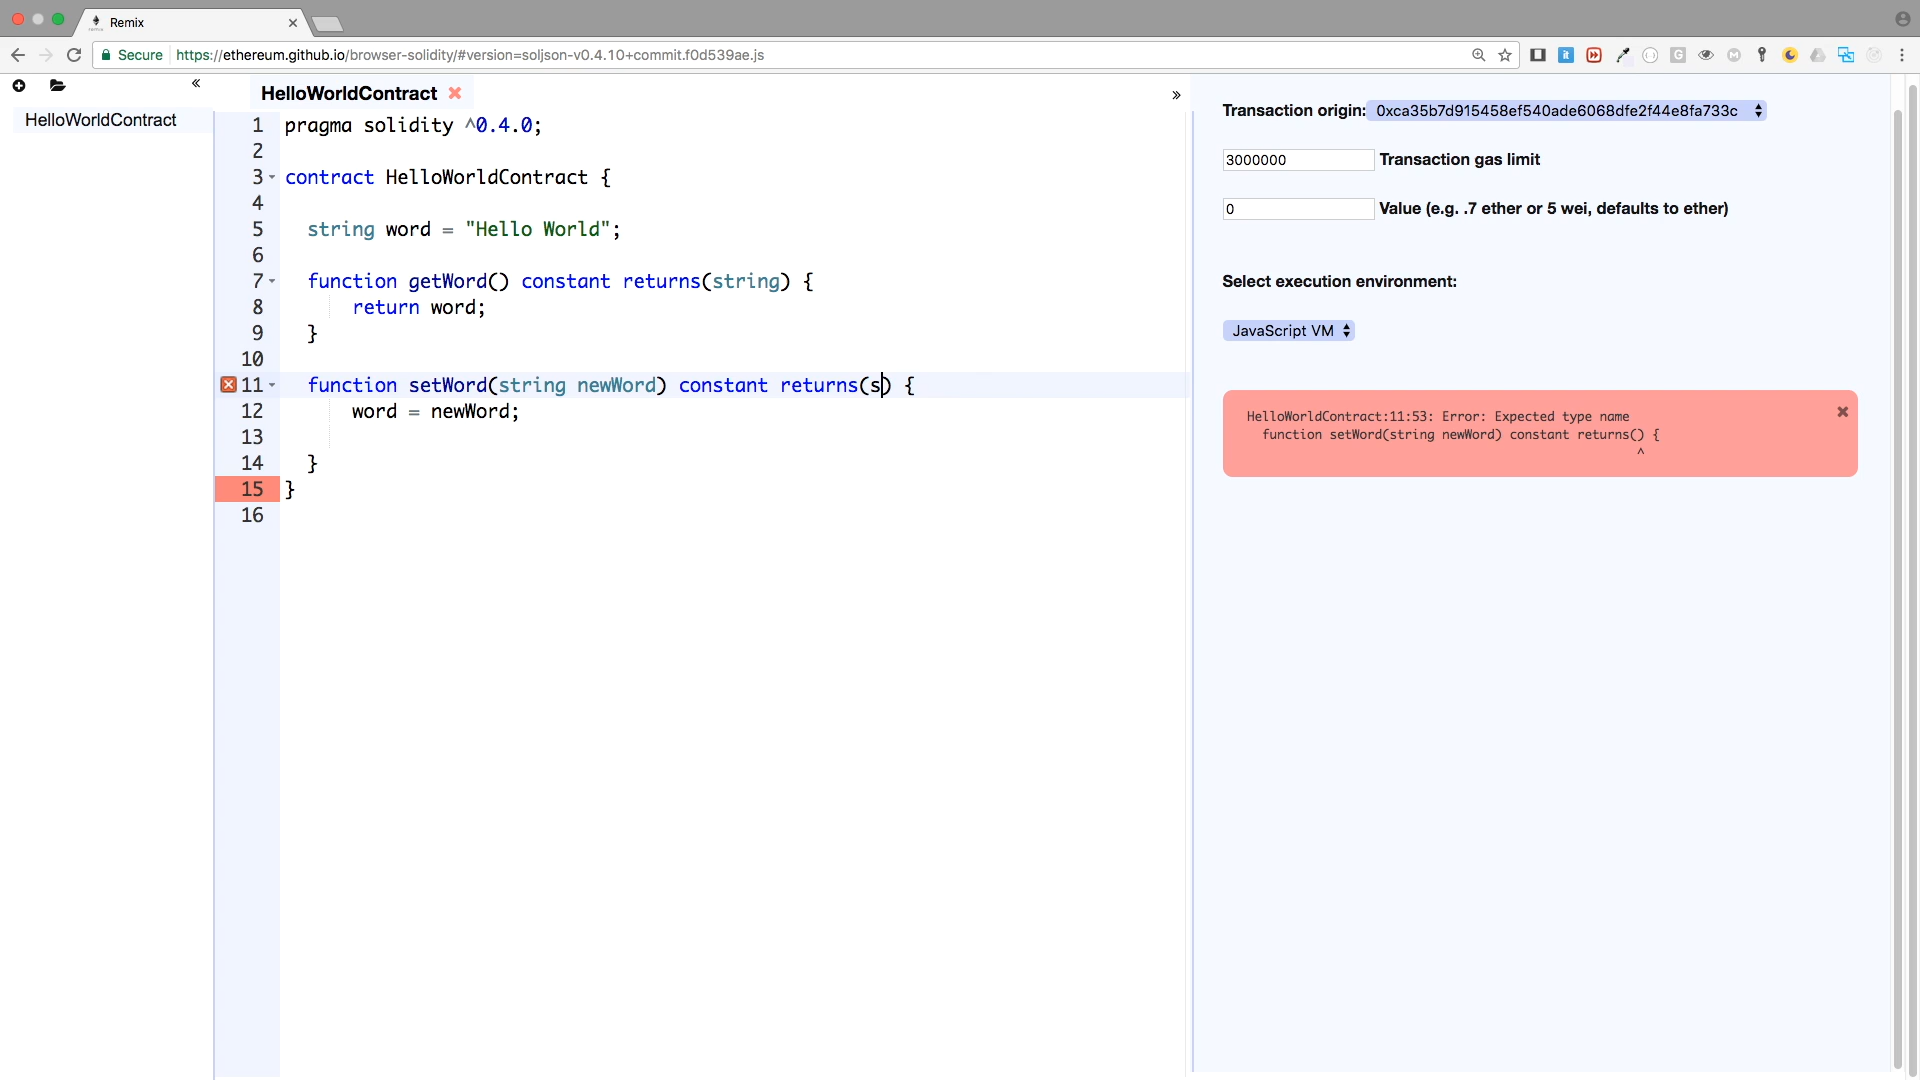 Remix
Secure https://ethereum.github.io/browser-solidity/#version=soljson-v0.4.10+commit.f0d539ae.js
HelloWorldContract
HelloWorldContract
1 pragma solidity ^0.4.0;
2
3 contract HelloWorldContract {
4
5 string word = "Hello World";
6
7 function getWord() constant returns(string) {
8 return word;
9 }
10
11 function setWord(string newWord) constant returns(s) {
12 word = newWord;
13
14 }
15 }
16
Transaction origin: 0xca35b7d915458ef540ade6068dfe2f44e8fa733c
3000000 Transaction gas limit
0 Value (e.g. .7 ether or 5 wei, defaults to ether)
Select execution environment:
JavaScript VM
HelloWorldContract:11:53: Error: Expected type name
function setWord(string newWord) constant returns() {
^